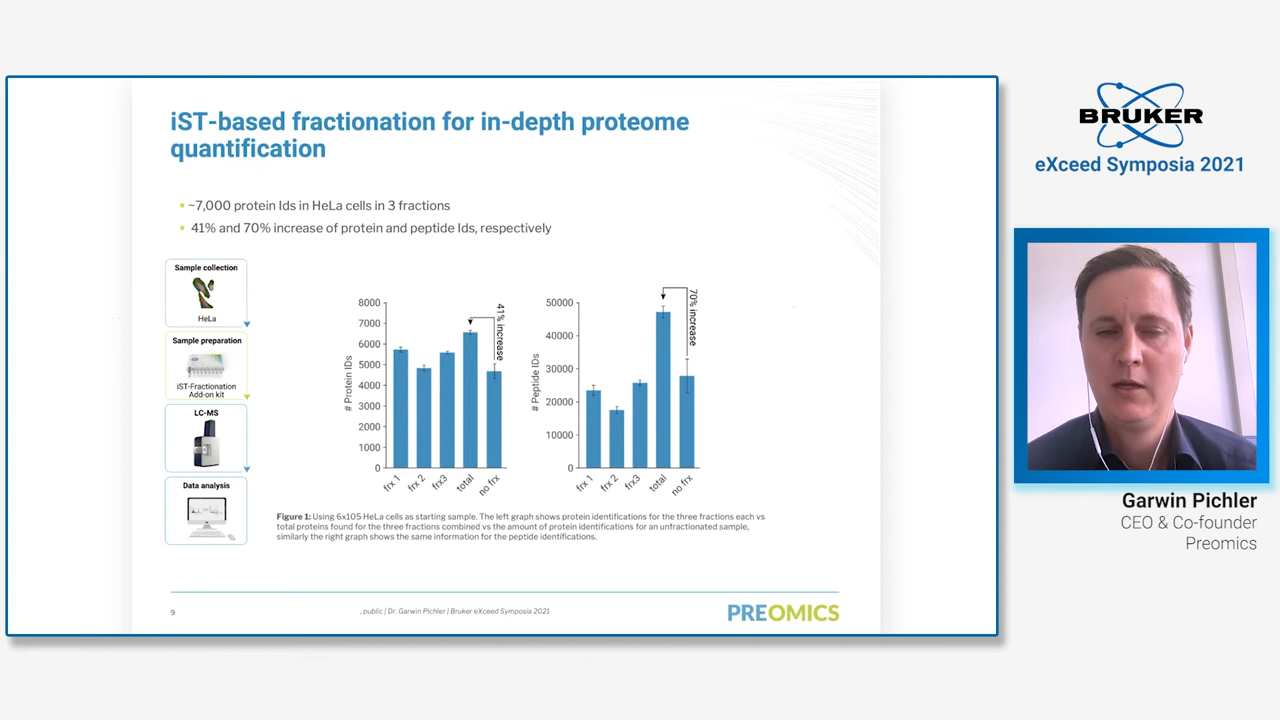 iST-based fractionation for in-depth proteome
quantification
~7,000 protein Ids in HeLa cells in 3 fractions
41% and 70% increase of protein and peptide Ids, respectively
Sample collection
HeLa
Sample preparation
iST-Fractionation
Add-on kit
LC-MS
Data analysis
# Protein IDs
8000
7000
6000
5000
4000
3000
2000
1000
0
41% increase
frx 1
frx 2
frx3
total
no frx
# Peptide IDs
50000
40000
30000
20000
10000
0
70% increase
frx 1
frx 2
frx3
total
no frx
Figure 1: Using 6x105 HeLa cells as starting sample. The left graph shows protein identifications for the three fractions each vs
total proteins found for the three fractions combined vs the amount of protein identifications for an unfractionated sample,
similarly the right graph shows the same information for the peptide identifications.
9
, public | Dr. Garwin Pichler | Bruker eXceed Symposia 2021
PREOMICS
BRUKER
eXceed Symposia 2021
Garwin Pichler
CEO & Co-founder
Preomics